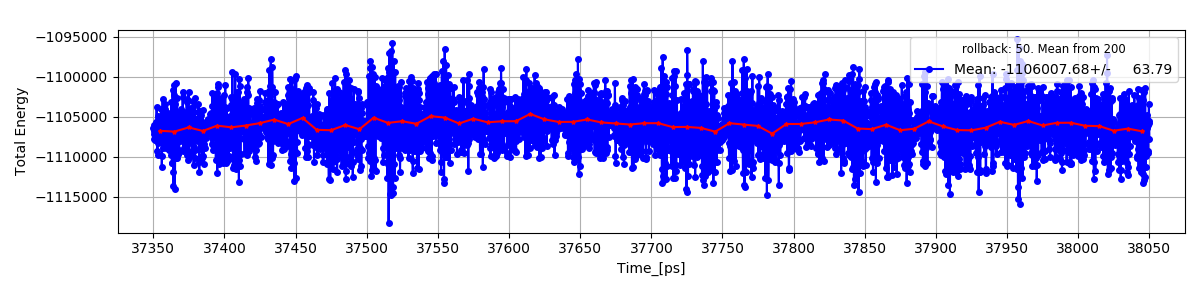 −1095000
−1100000
−1105000
−1110000
−1115000
Total Energy
rollback: 50. Mean from 200
Mean: -1106007.68+/- 63.79
37350 37400 37450 37500 37550 37600 37650 37700 37750 37800 37850 37900 37950 38000 38050
Time_[ps]